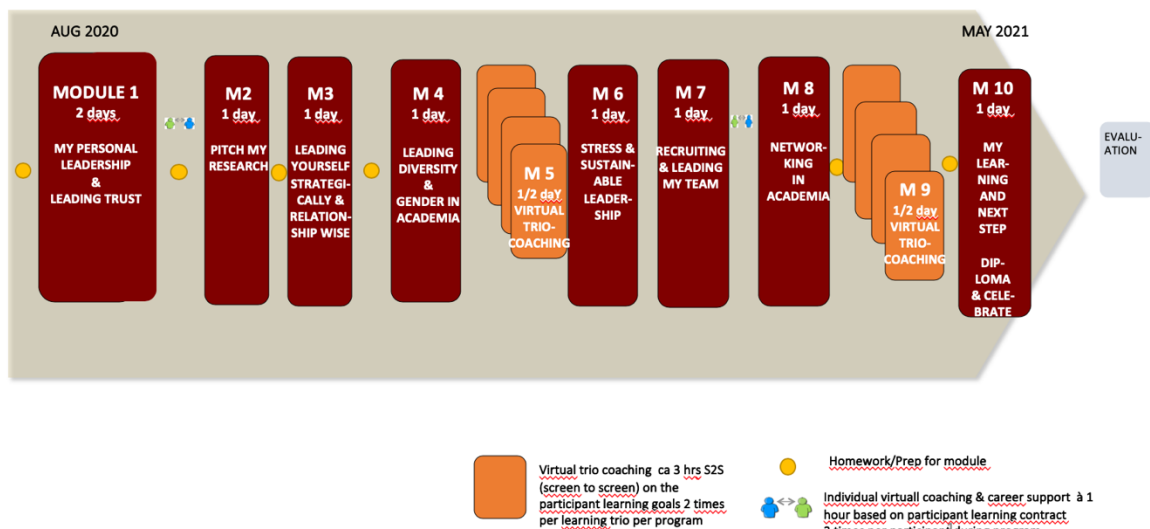 AUG 2020
MAY 2021
MODULE 1
2 days
MY PERSONAL
LEADERSHIP
&
LEADING TRUST
M2
1 day
PITCH MY
RESEARCH
M3
1 day
LEADING
YOURSELF
STRATEGI-
CALLY &
RELATION-
SHIP WISE
M 4
1 day
LEADING
DIVERSITY
&
GENDER IN
ACADEMIA
M 5
1/2 daY
VIRTUAL
TRIO-
COACHING
M 6
1 day
STRESS &
SUSTAIN-
ABLE
LEADER-
SHIP
M 7
1 day
RECRUITING
& LEADING
MY TEAM
M 8
1 day
NETWOR-
KING
IN
ACADEMIA
M 9
1/2 day
VIRTUAL
TRIO-
COACHING
M 10
1 day
MY
LEAR-
NING
AND
NEXT
STEP
DIP-
LOMA
& CELE-
BRATE
EVALU-
ATION
Virtual trio coaching ca 3 hrs S2S
(screen to screen) on the
participant learning goals 2 times
per learning trio per program
Homework/Prep for module
Individual virtuall coaching & career support à 1
hour based on participant learning contract